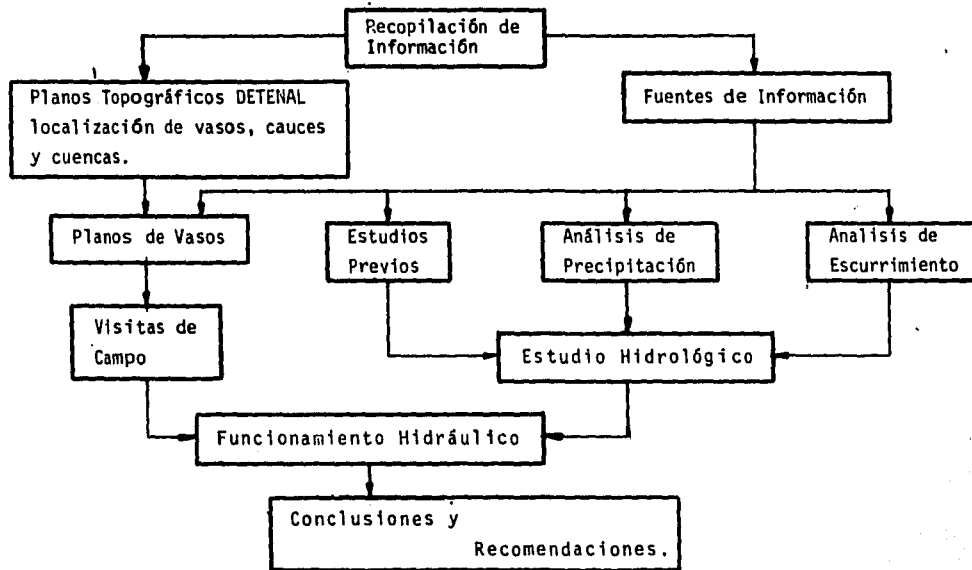 Recopilación de
Información
Planos Topográficos DETENAL
localización de vasos, cauces
y cuencas.
Fuentes de Información
Planos de Vasos
Estudios
Previos
Análisis de
Precipitación
Analisis de
Escurrimiento
Visitas de
Campo
Estudio Hidrológico
Funcionamiento Hidráulico
Conclusiones y
Recomendaciones.